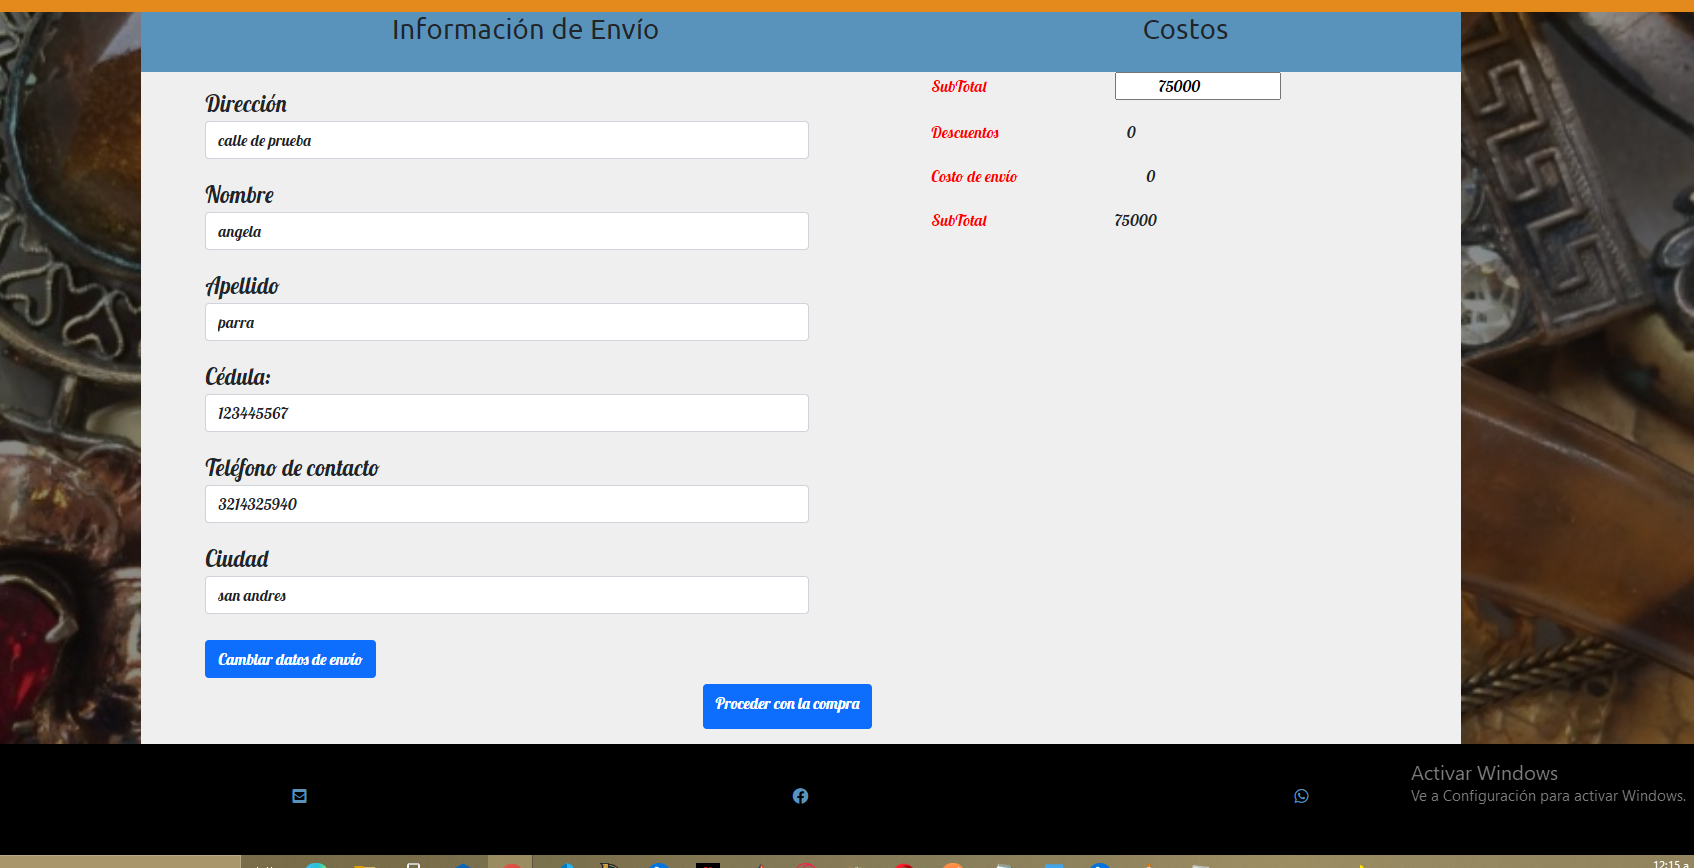 Información de Envío
Costos
Dirección
calle de prueba
Nombre
angela
Apellido
parra
Cédula:
123445567
Teléfono de contacto
3214325940
Ciudad
san andres
Cambiar datos de envío
SubTotal 75000
Descuentos 0
Costo de envío 0
SubTotal 75000
Proceder con la compra
Activar Windows
Ve a Configuración para activar Windows.
12:15 a